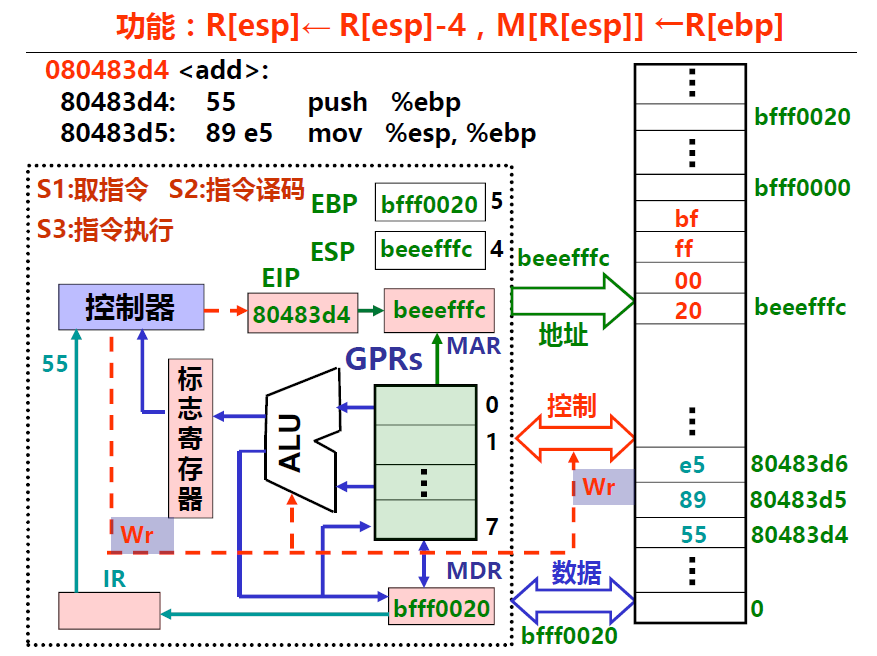 功能：R[esp]← R[esp]-4，M[R[esp]] ←R[ebp]
080483d4 <add>:
80483d4: 55 push %ebp
80483d5: 89 e5 mov %esp, %ebp
S1:取指令 S2:指令译码
S3:指令执行
EBP bfff0020 5
ESP beeefffc 4
EIP
控制器
80483d4
beeefffc
MAR
GPRs
55
标志寄存器
ALU
0
1
⋮
7
Wr
IR
MDR
bfff0020
beeefffc
地址
控制
Wr
数据
bfff0020
⋮
bfff0020
⋮
bfff0000
bf
ff
00
20 beeefffc
⋮
e5 80483d6
89 80483d5
55 80483d4
⋮
0